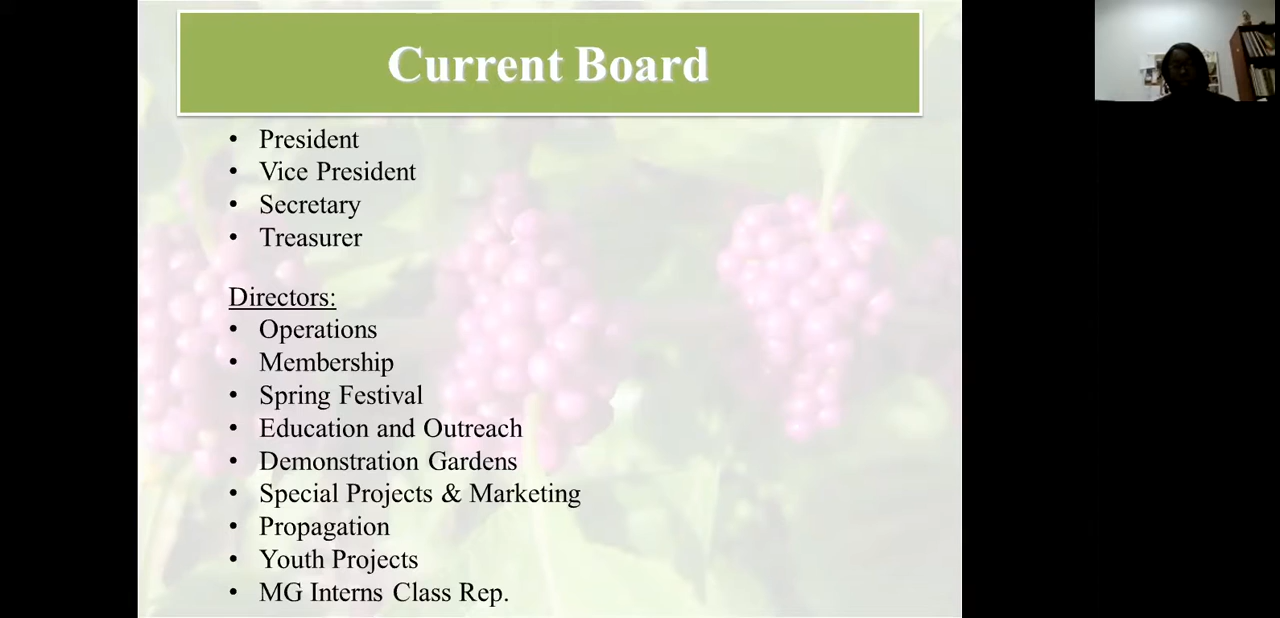 Current Board
• President
• Vice President
• Secretary
• Treasurer
Directors:
• Operations
• Membership
• Spring Festival
• Education and Outreach
• Demonstration Gardens
• Special Projects & Marketing
• Propagation
• Youth Projects
• MG Interns Class Rep.